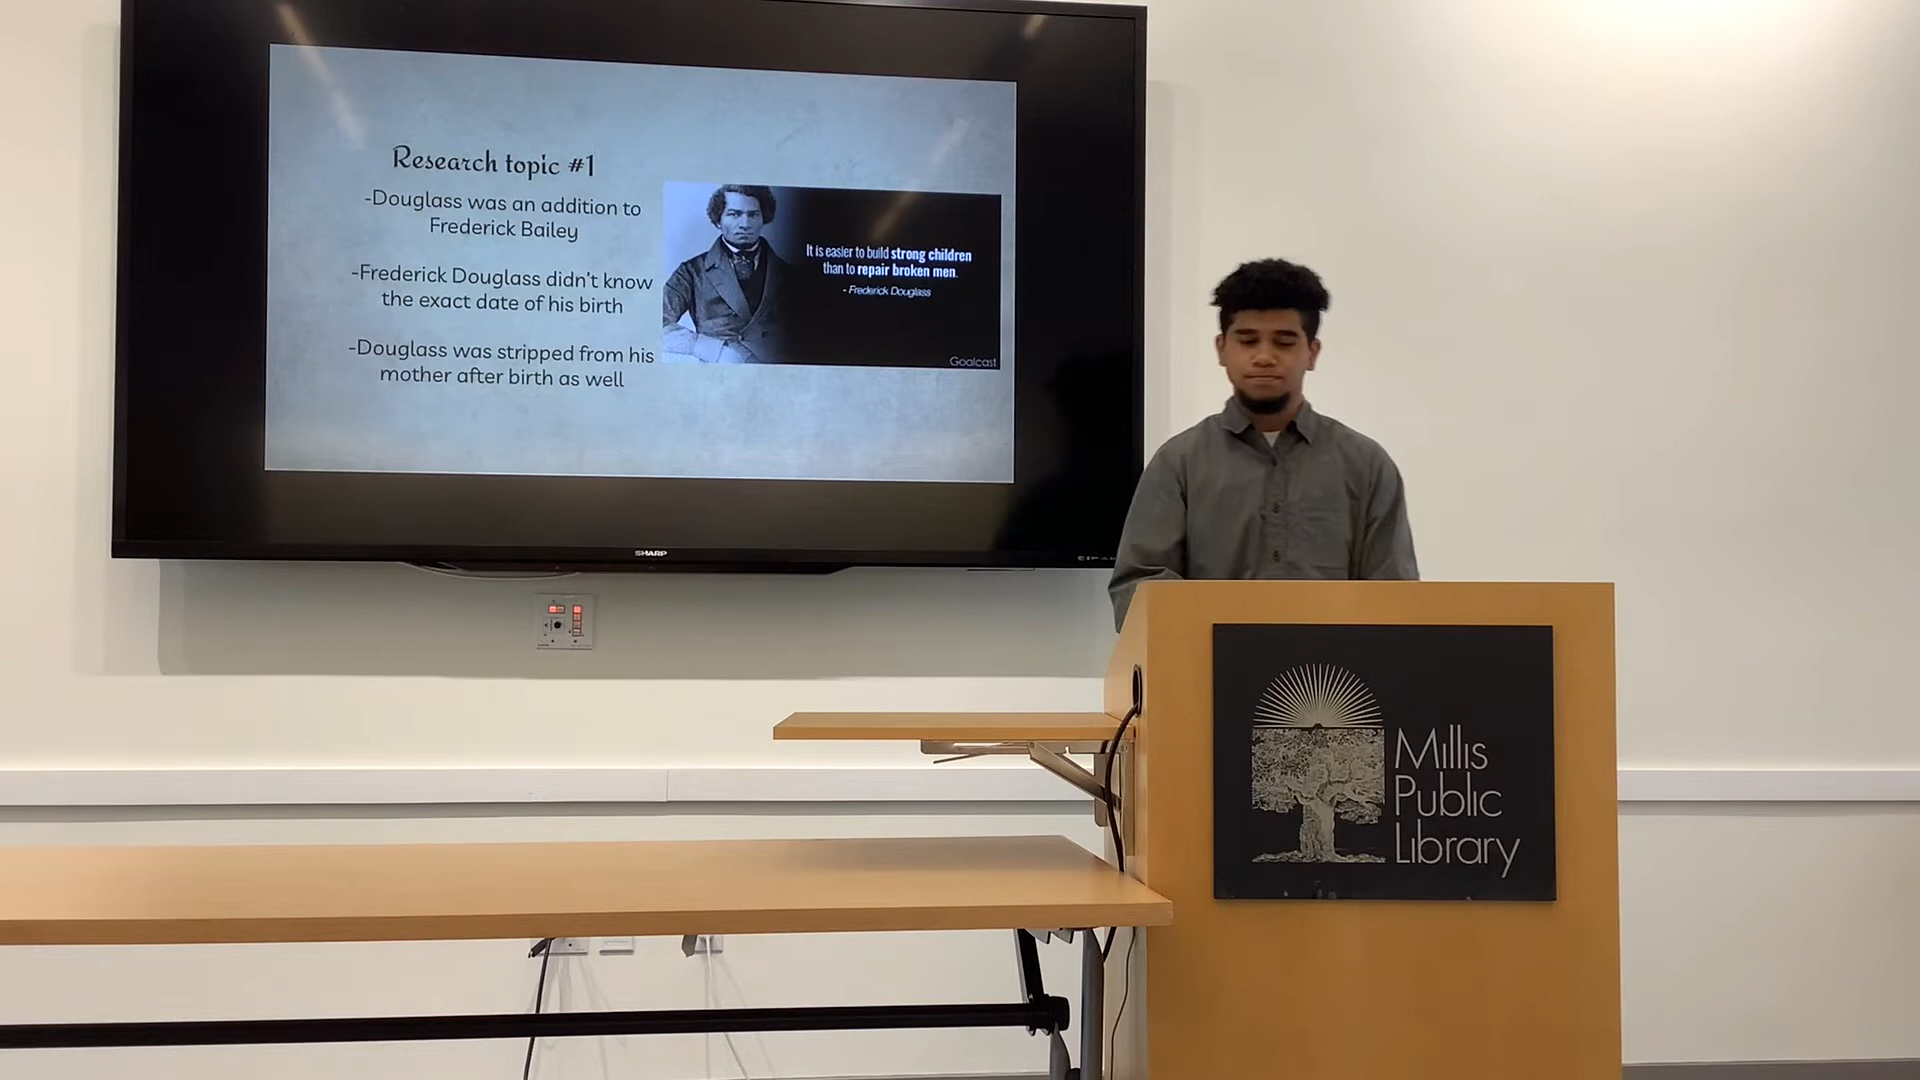 Research topic #1
-Douglass was an addition to
Frederick Bailey
-Frederick Douglass didn't know
the exact date of his birth
-Douglass was stripped from his
mother after birth as well
It is easier to build strong children
than to repair broken men.
- Frederick Douglass
Goalcast
SHARP
Millis
Public
Library